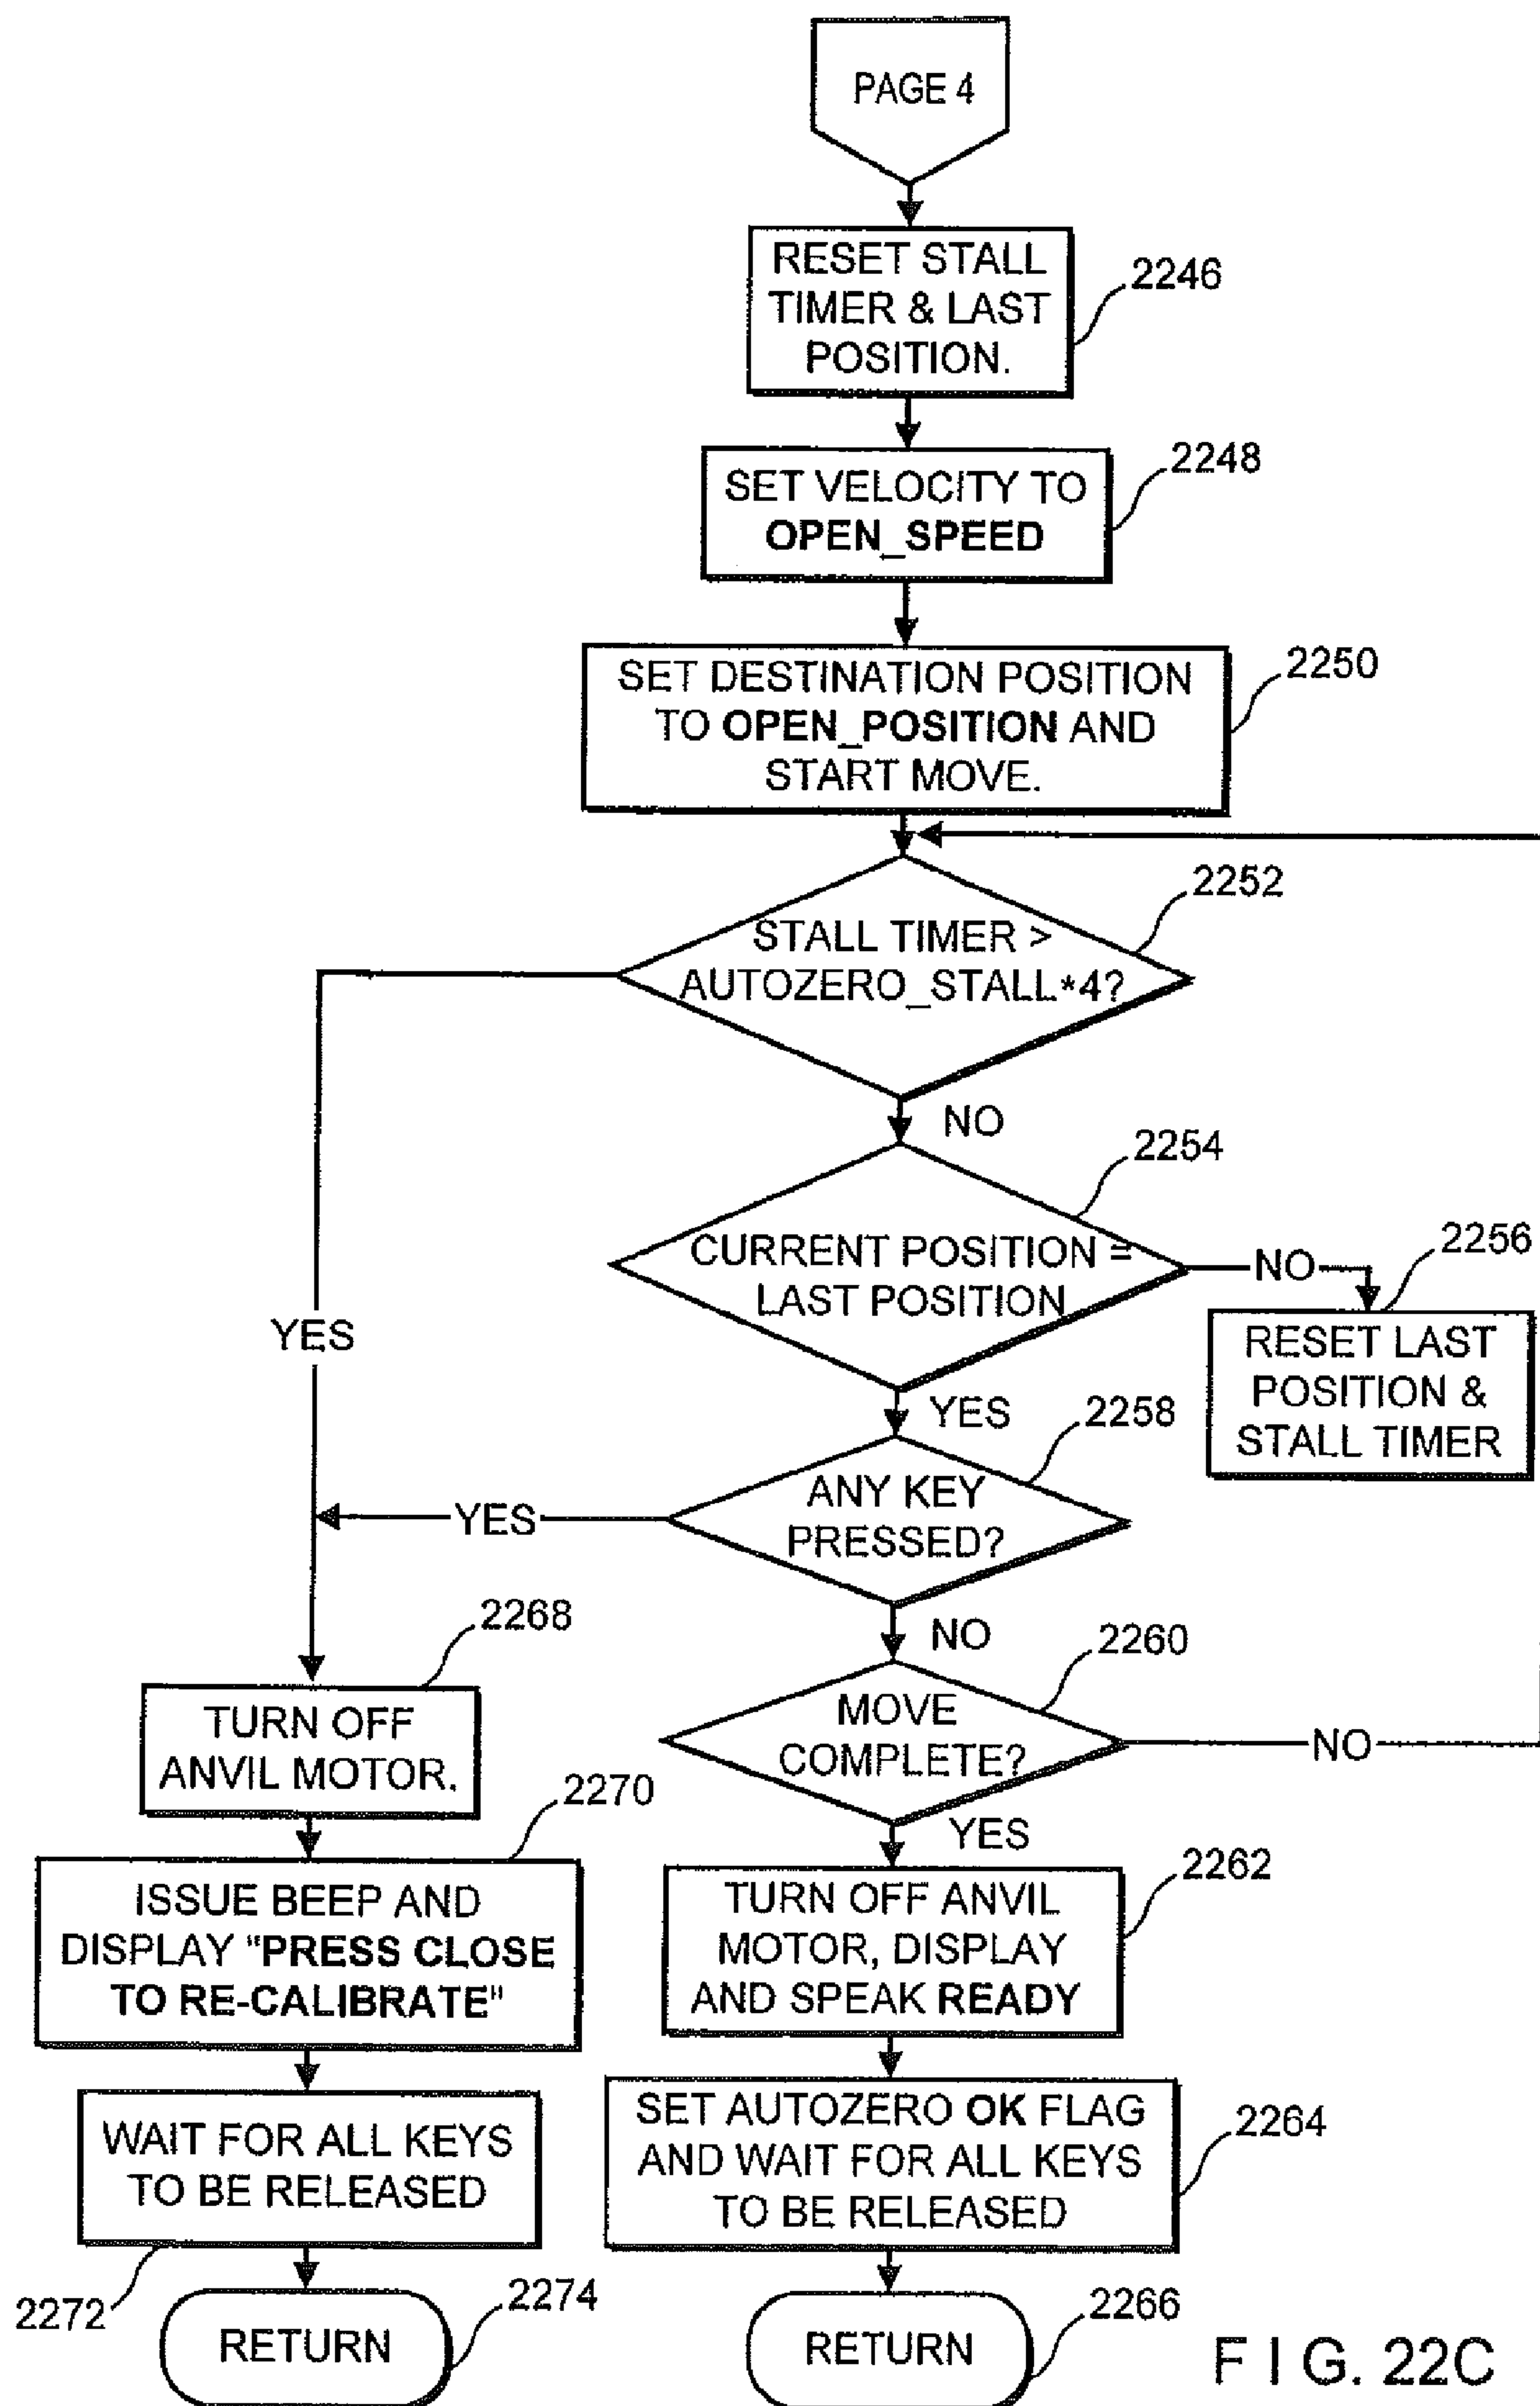 PAGE 4
RESET STALL
TIMER & LAST
POSITION.
2246
SET VELOCITY TO
OPEN_SPEED
2248
SET DESTINATION POSITION
TO OPEN_POSITION AND
START MOVE.
2250
STALL TIMER >
AUTOZERO_STALL*4?
2252
YES
NO
CURRENT POSITION =
LAST POSITION
2254
NO
RESET LAST
POSITION &
STALL TIMER
2256
YES
ANY KEY
PRESSED?
2258
YES
NO
MOVE
COMPLETE?
2260
NO
YES
TURN OFF
ANVIL MOTOR.
2268
ISSUE BEEP AND
DISPLAY "PRESS CLOSE
TO RE-CALIBRATE"
2270
WAIT FOR ALL KEYS
TO BE RELEASED
2272
RETURN
2274
TURN OFF ANVIL
MOTOR, DISPLAY
AND SPEAK READY
2262
SET AUTOZERO OK FLAG
AND WAIT FOR ALL KEYS
TO BE RELEASED
2264
RETURN
2266
FIG. 22C